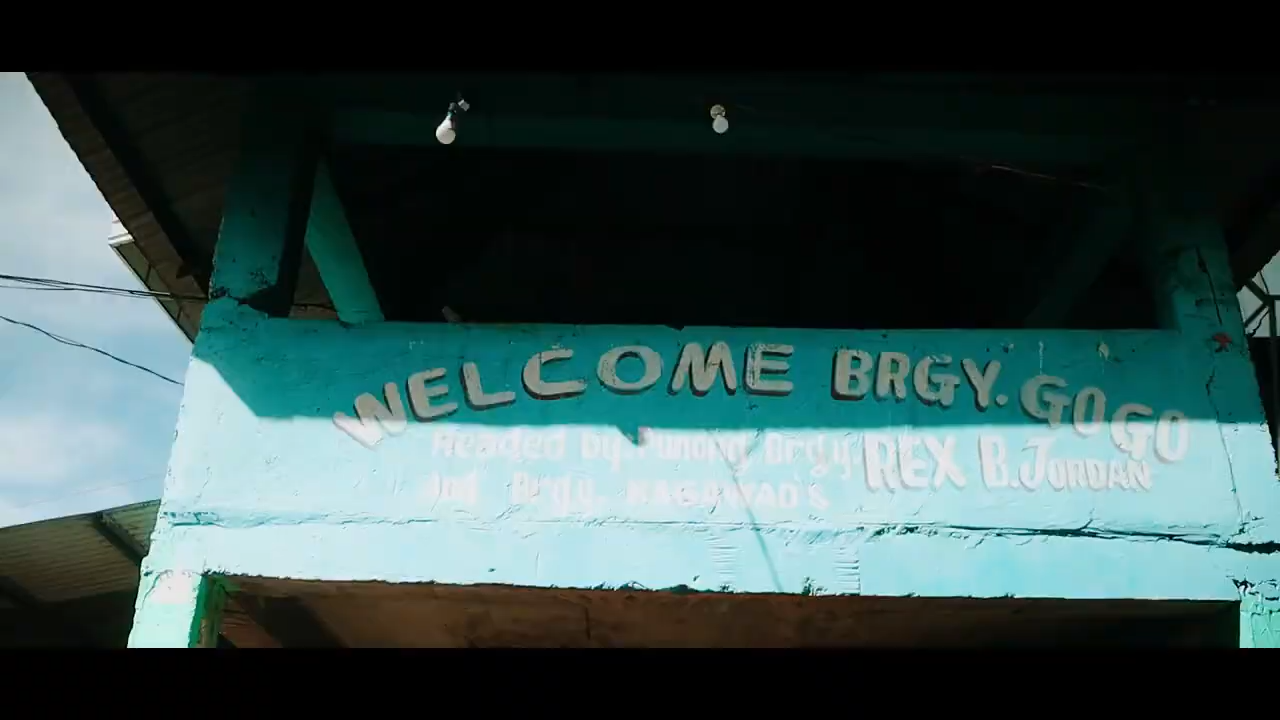 WELCOME BRGY. GOGO
Headed by: Punong Brgy. REX B. JORDAN
And Brgy. KAGAWAD'S